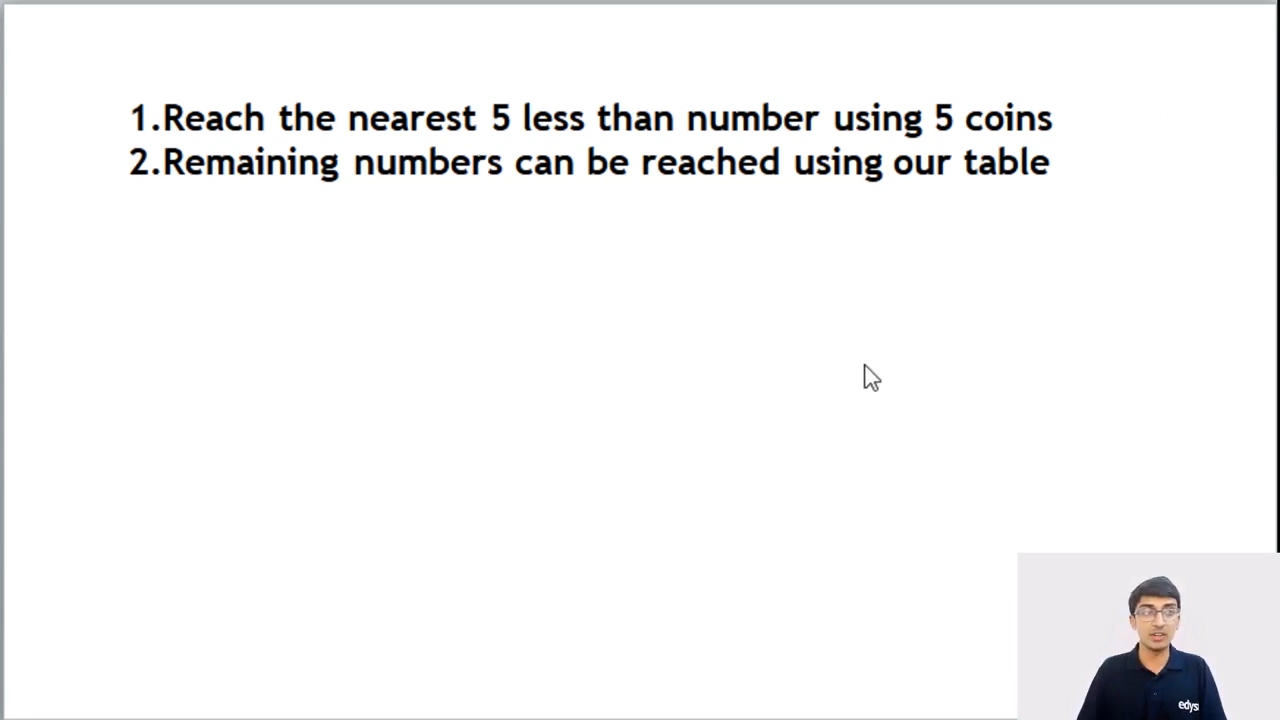 1.Reach the nearest 5 less than number using 5 coins
2.Remaining numbers can be reached using our table